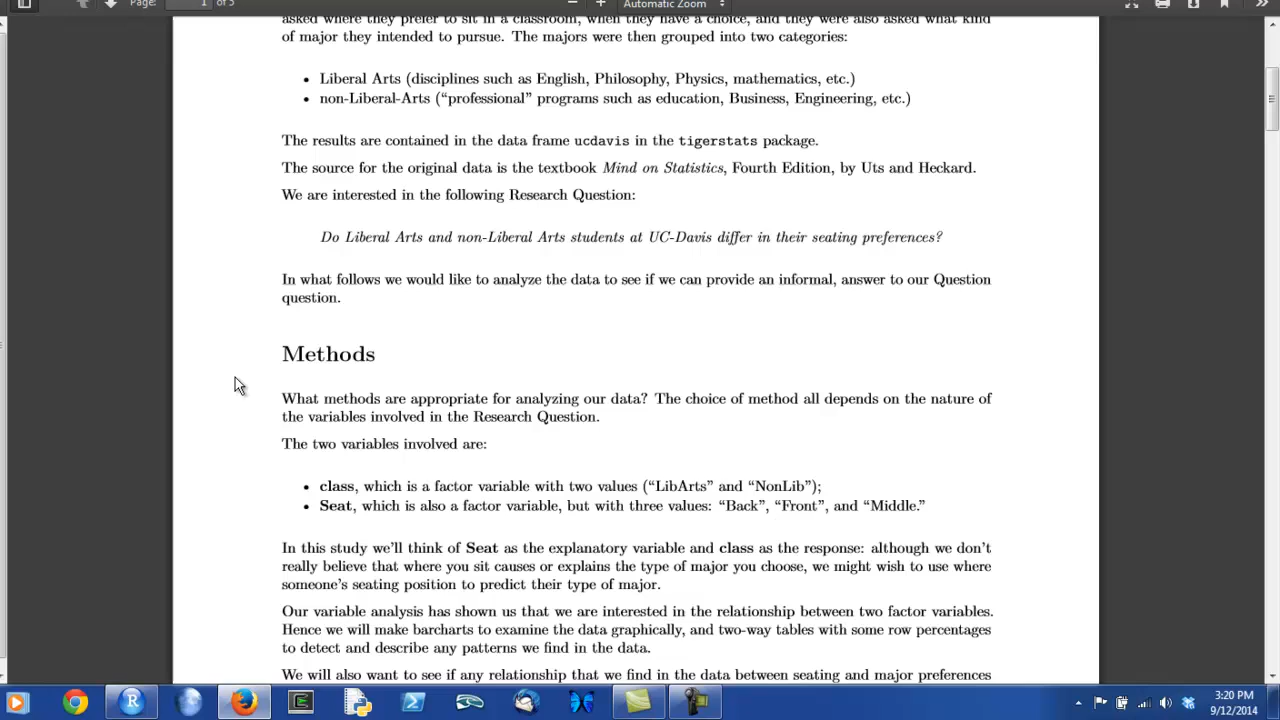 Page: 1 of 5 Automatic Zoom
asked where they prefer to sit in a classroom, when they have a choice, and they were also asked what kind
of major they intended to pursue. The majors were then grouped into two categories:
• Liberal Arts (disciplines such as English, Philosophy, Physics, mathematics, etc.)
• non-Liberal-Arts (“professional” programs such as education, Business, Engineering, etc.)
The results are contained in the data frame ucdavis in the tigerstats package.
The source for the original data is the textbook Mind on Statistics, Fourth Edition, by Uts and Heckard.
We are interested in the following Research Question:
Do Liberal Arts and non-Liberal Arts students at UC-Davis differ in their seating preferences?
In what follows we would like to analyze the data to see if we can provide an informal, answer to our Question
question.
Methods
What methods are appropriate for analyzing our data? The choice of method all depends on the nature of
the variables involved in the Research Question.
The two variables involved are:
• class, which is a factor variable with two values (“LibArts” and “NonLib”);
• Seat, which is also a factor variable, but with three values: “Back”, “Front”, and “Middle.”
In this study we’ll think of Seat as the explanatory variable and class as the response: although we don’t
really believe that where you sit causes or explains the type of major you choose, we might wish to use where
someone’s seating position to predict their type of major.
Our variable analysis has shown us that we are interested in the relationship between two factor variables.
Hence we will make barcharts to examine the data graphically, and two-way tables with some row percentages
to detect and describe any patterns we find in the data.
We will also want to see if any relationship that we find in the data between seating and major preferences
3:20 PM
9/12/2014